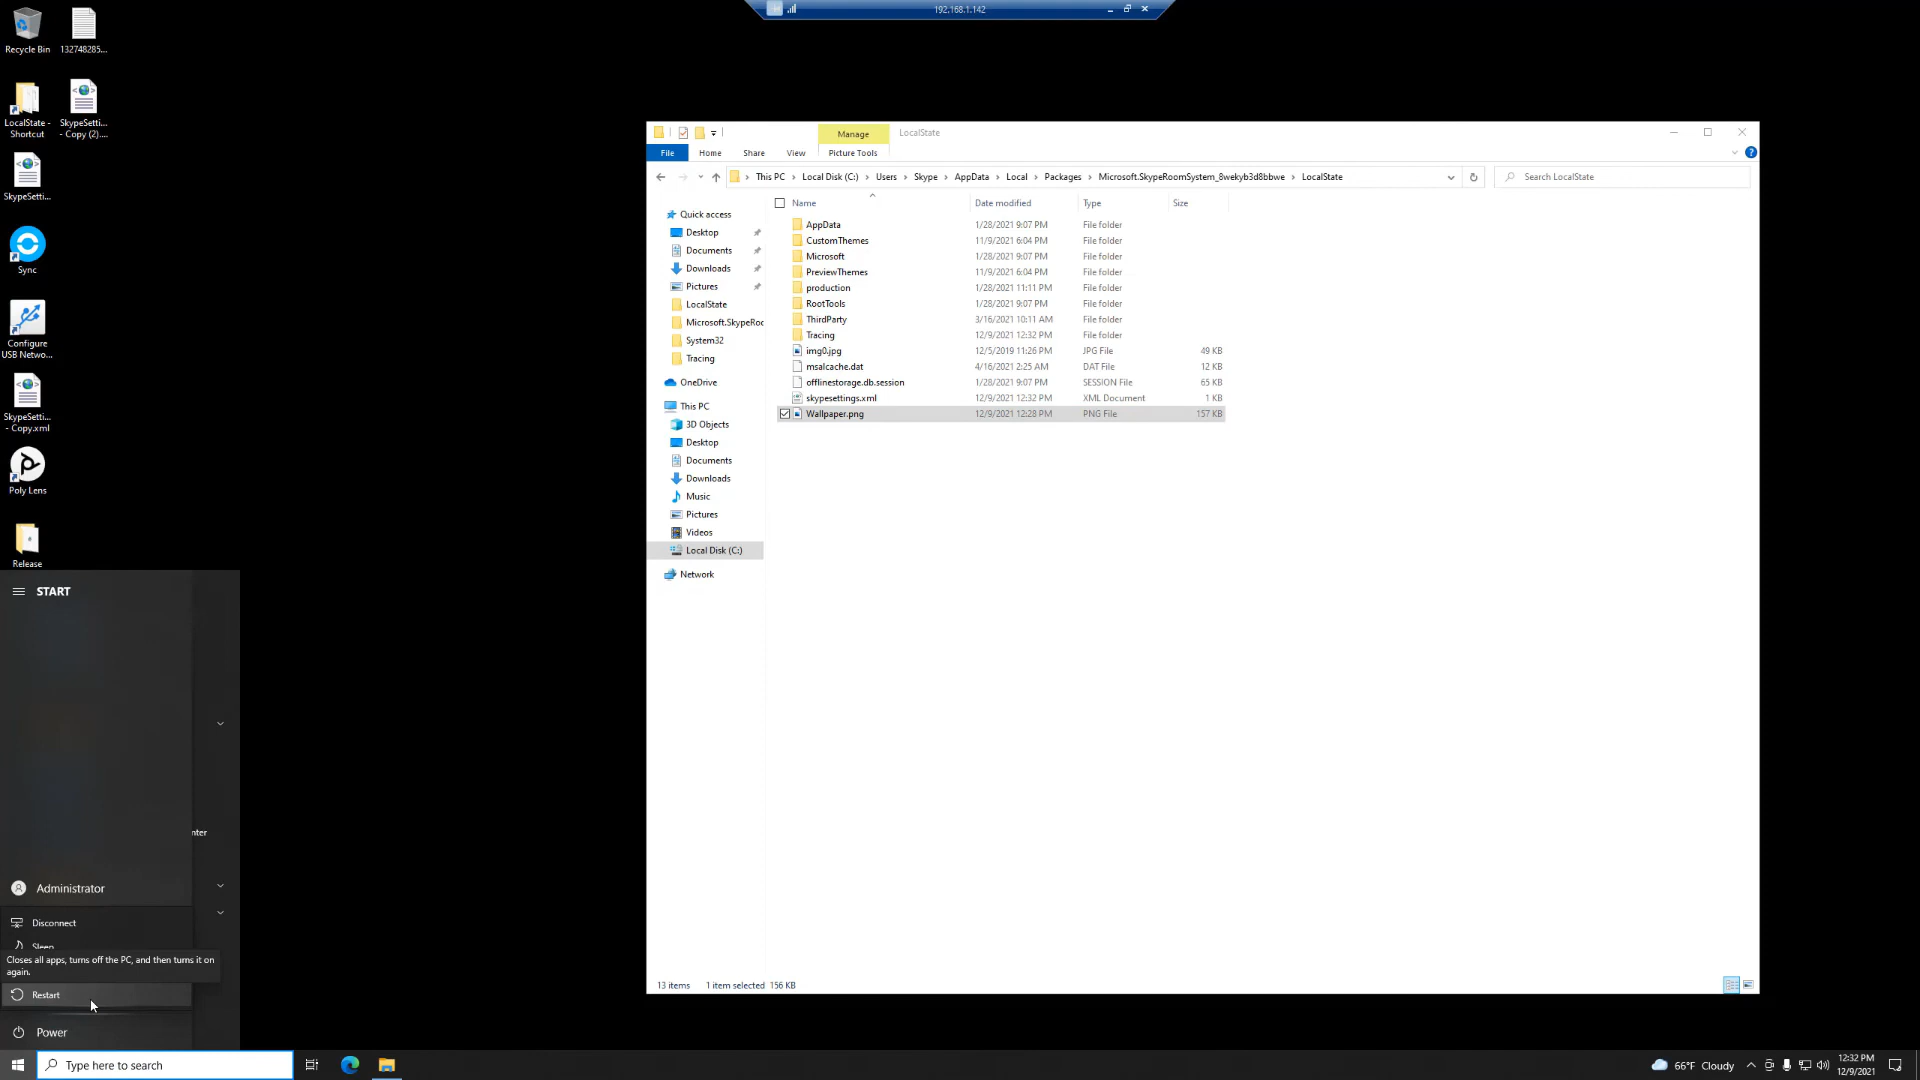 192.168.1.142
Recycle Bin
132748285...
LocalState -
Shortcut
SkypeSetti...
- Copy (2)....
SkypeSetti...
Sync
Configure
USB Netwo...
SkypeSetti...
- Copy.xml
Poly Lens
Release
Manage
LocalState
File
Home
Share
View
Picture Tools
This PC
Local Disk (C:)
Users
Skype
AppData
Local
Packages
Microsoft.SkypeRoomSystem_8wekyb3d8bbwe
LocalState
Search LocalState
Quick access
Desktop
Documents
Downloads
Pictures
LocalState
Microsoft.SkypeRoo
System32
Tracing
OneDrive
This PC
3D Objects
Desktop
Documents
Downloads
Music
Pictures
Videos
Local Disk (C:)
Network
Name Date modified Type Size
AppData 1/28/2021 9:07 PM File folder
CustomThemes 11/9/2021 6:04 PM File folder
Microsoft 1/28/2021 9:07 PM File folder
PreviewThemes 11/9/2021 6:04 PM File folder
production 1/28/2021 11:11 PM File folder
RootTools 1/28/2021 9:07 PM File folder
ThirdParty 3/16/2021 10:11 AM File folder
Tracing 12/9/2021 12:32 PM File folder
img0.jpg 12/5/2019 11:26 PM JPG File 49 KB
msalcache.dat 4/16/2021 2:25 AM DAT File 12 KB
offlinestorage.db.session 1/28/2021 9:07 PM SESSION File 65 KB
skypesettings.xml 12/9/2021 12:32 PM XML Document 1 KB
Wallpaper.png 12/9/2021 12:28 PM PNG File 157 KB
13 items 1 item selected 156 KB
START
nter
Administrator
Disconnect
Sleep
Closes all apps, turns off the PC, and then turns it on
again.
Restart
Power
Type here to search
66°F Cloudy
12:32 PM
12/9/2021